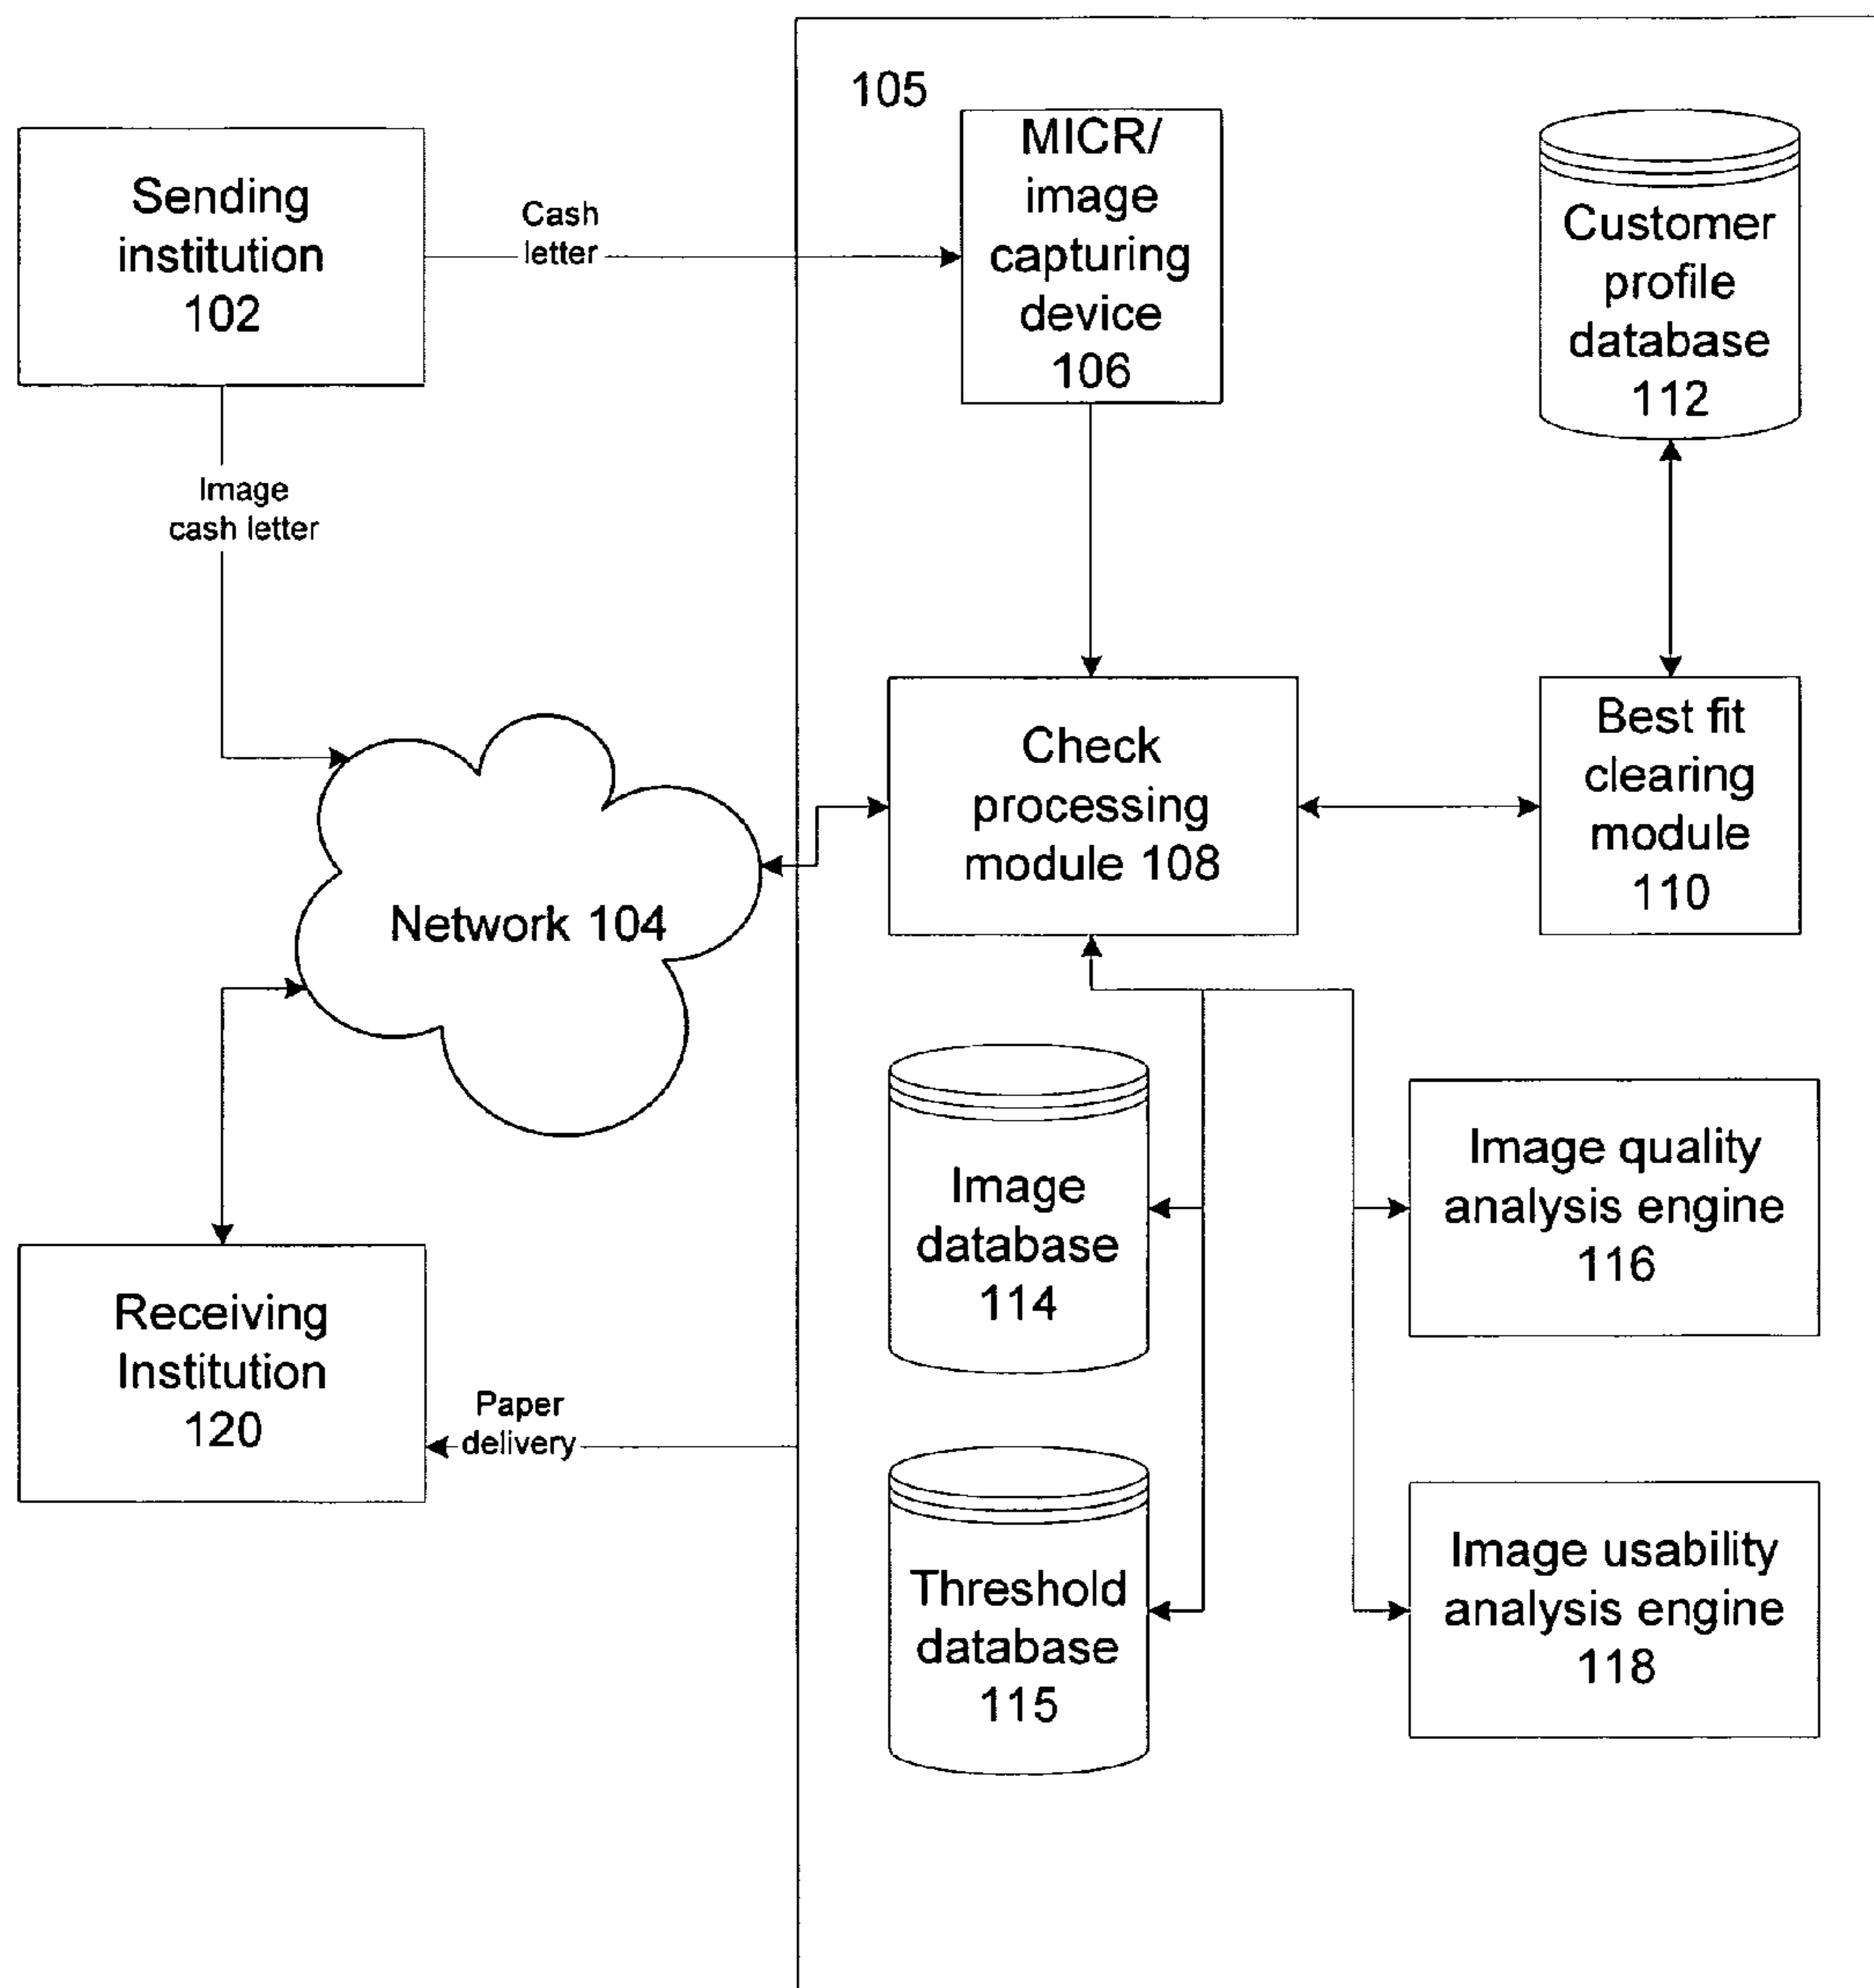 105
Sending
institution
102
Cash
letter
MICR/
image
capturing
device
106
Customer
profile
database
112
Image
cash letter
Check
processing
module 108
Best fit
clearing
module
110
Network 104
Image
database
114
Image quality
analysis engine
116
Receiving
Institution
120
Paper
delivery
Threshold
database
115
Image usability
analysis engine
118